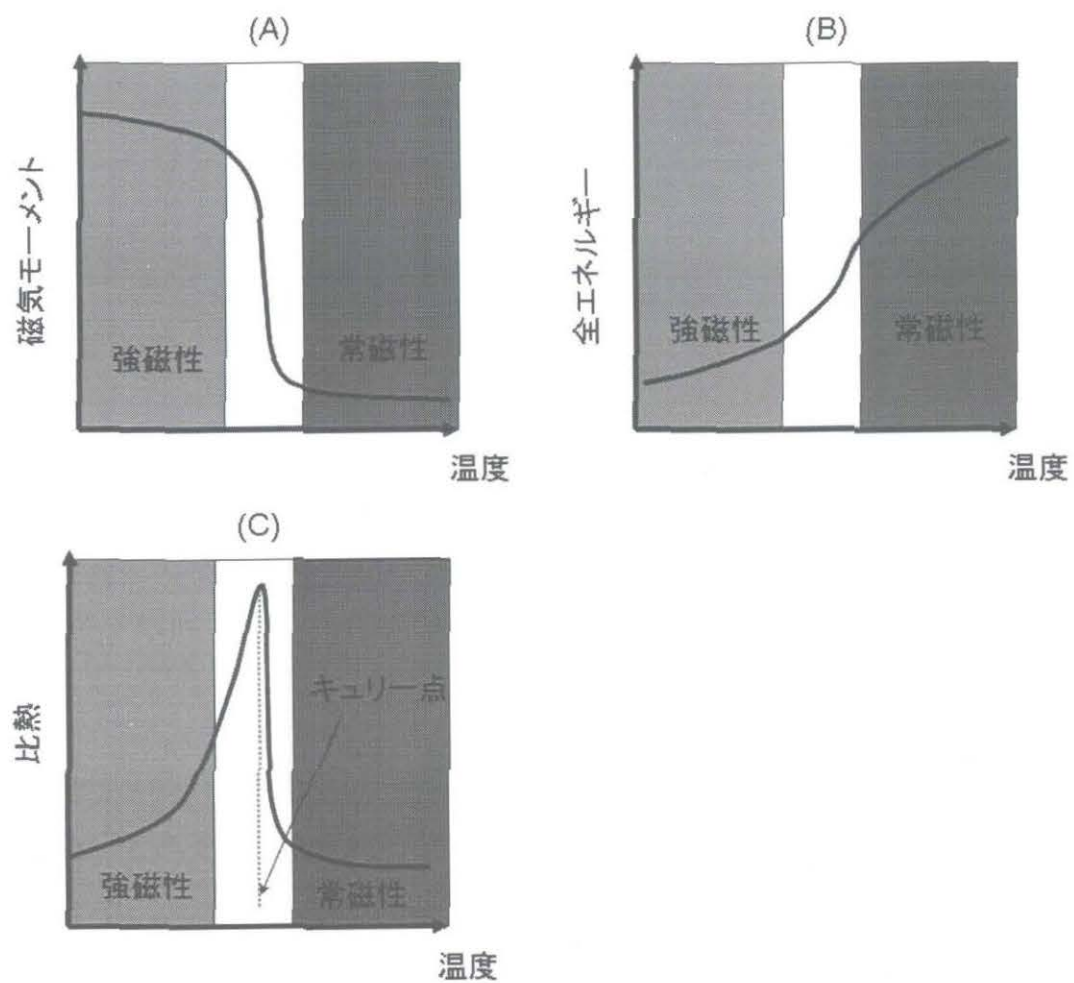 (A)
磁気モーメント
強磁性
常磁性
温度
(B)
全エネルギー
強磁性
常磁性
温度
(C)
比熱
キュリー点
強磁性
常磁性
温度